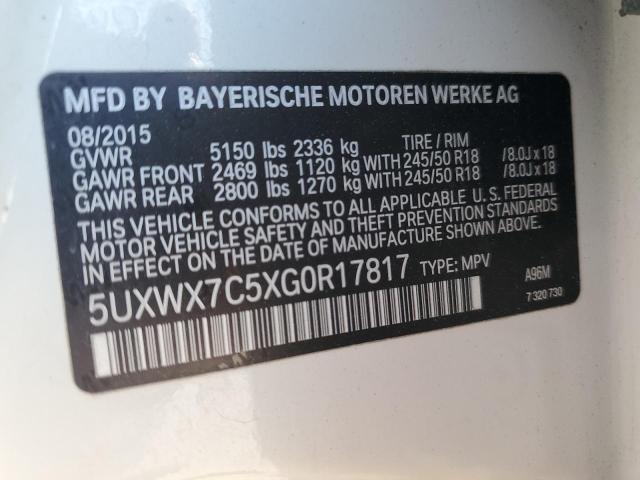 MFD BY BAYERISCHE MOTOREN WERKE AG
08/2015 TIRE / RIM
GVWR 5150 lbs 2336 kg
GAWR FRONT 2469 lbs 1120 kg WITH 245/50 R18 /8.0J x 18
GAWR REAR 2800 lbs 1270 kg WITH 245/50 R18 /8.0J x 18
THIS VEHICLE CONFORMS TO ALL APPLICABLE U.S. FEDERAL
MOTOR VEHICLE SAFETY AND THEFT PREVENTION STANDARDS
IN EFFECT ON THE DATE OF MANUFACTURE SHOWN ABOVE.
5UXWX7C5XG0R17817 TYPE: MPV A96M
7 320 730